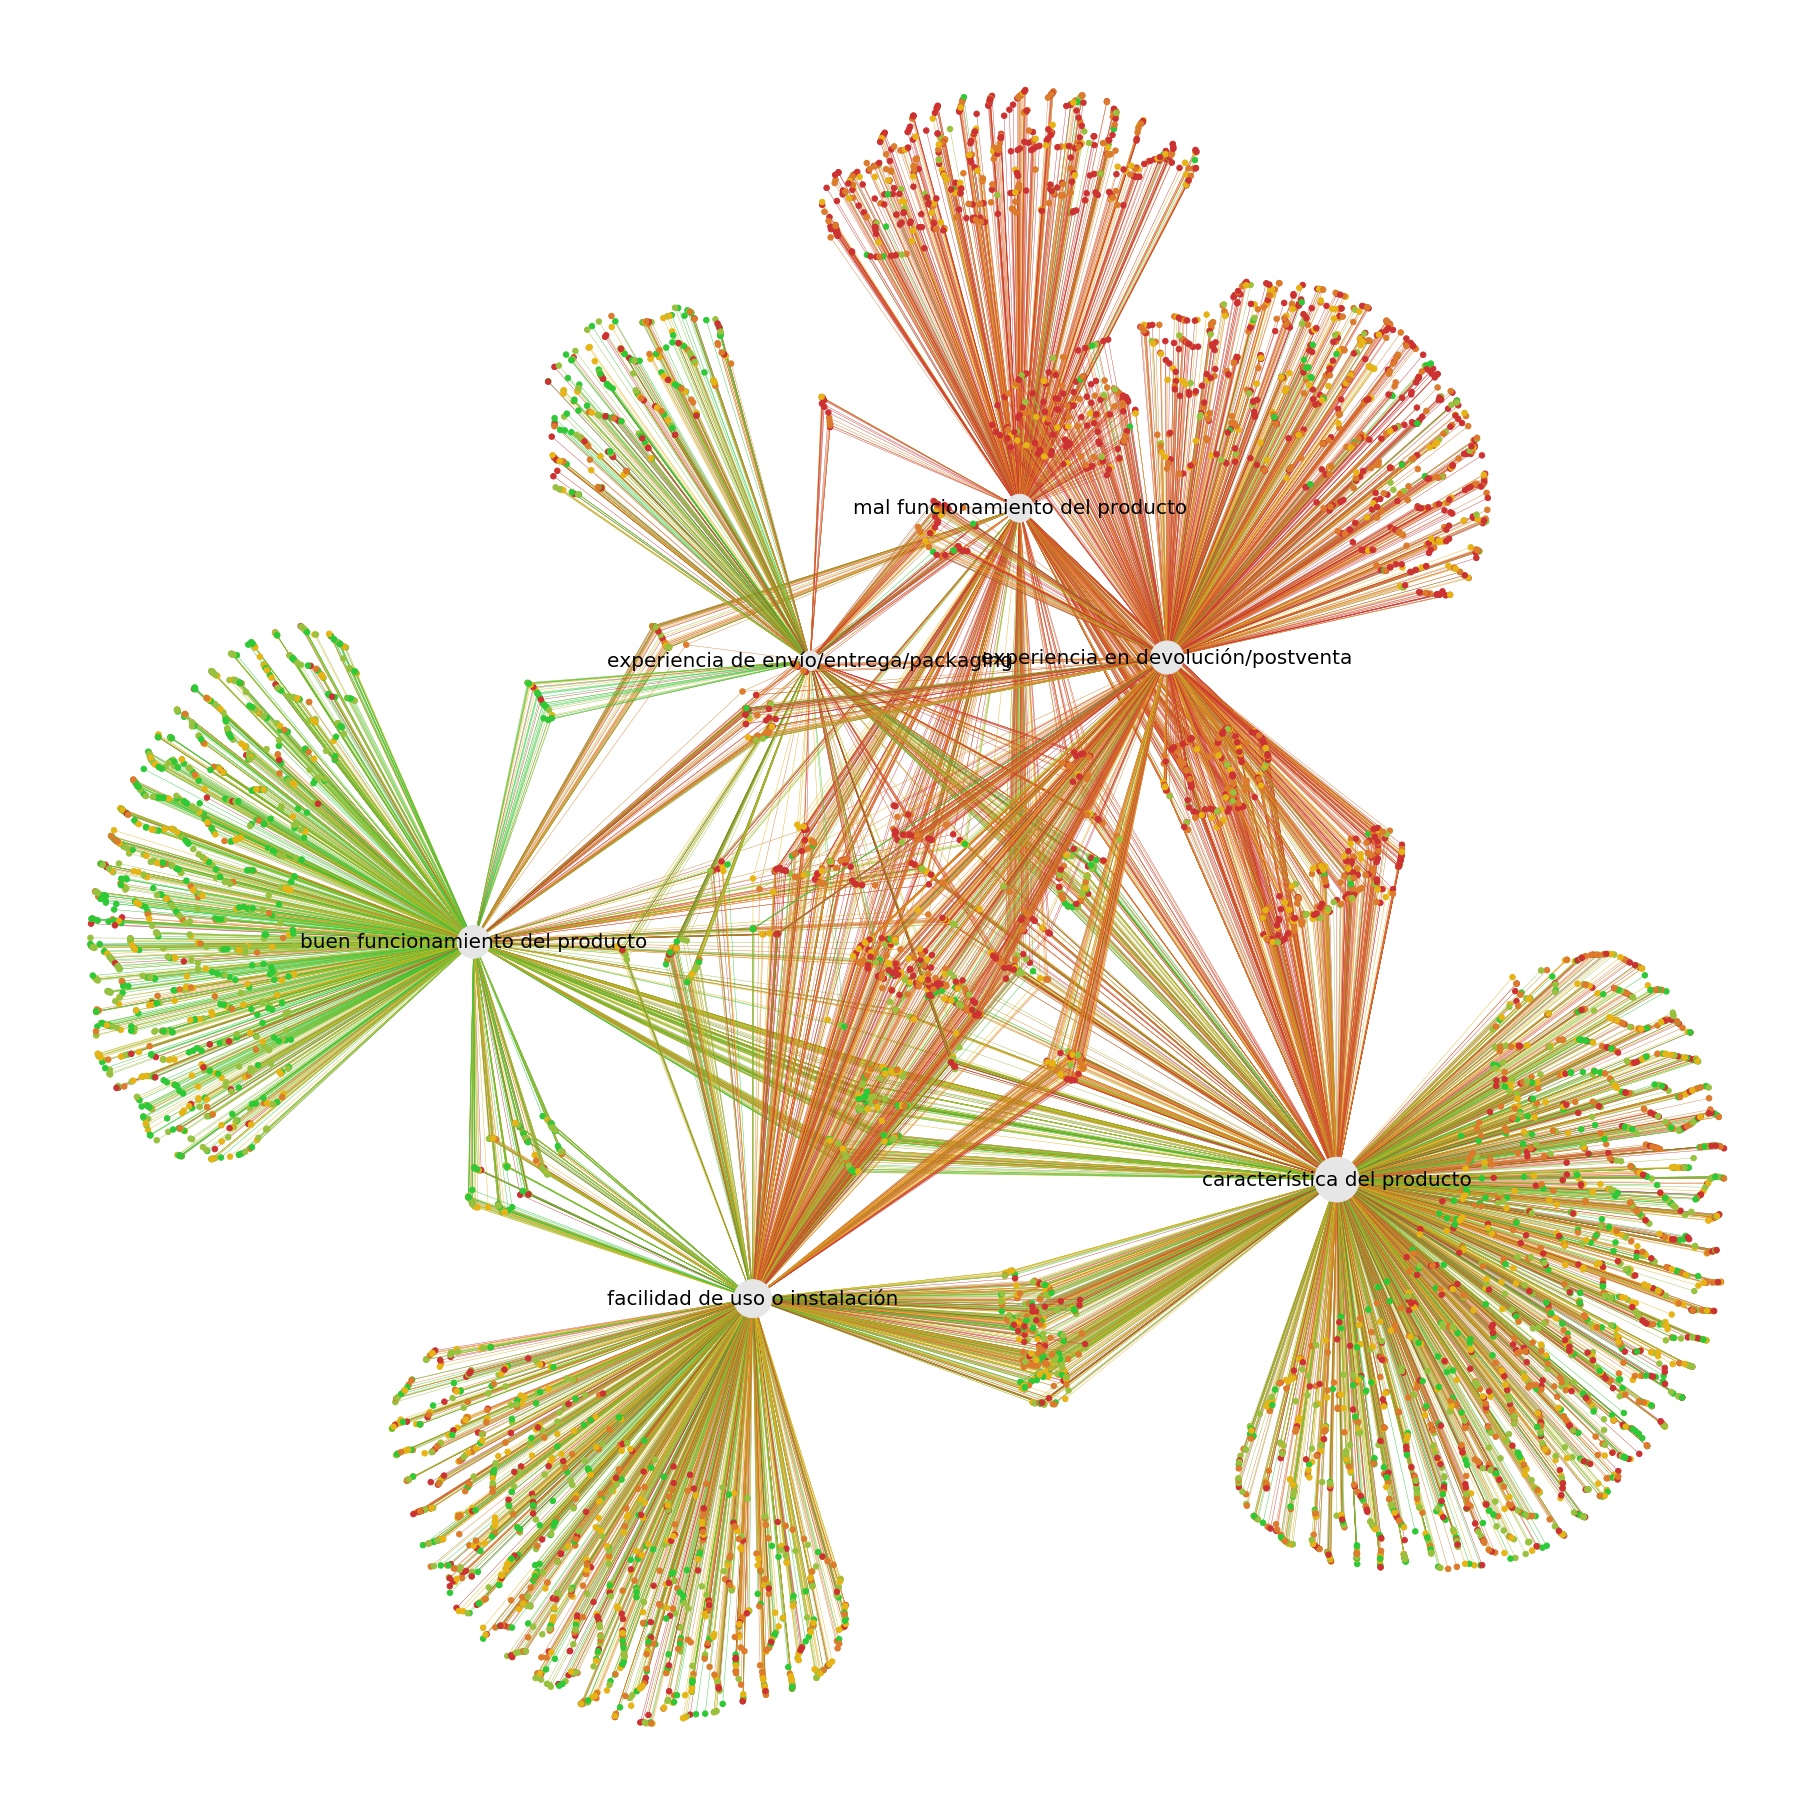 mal funcionamiento del producto
experiencia de envío/entrega/packaging
experiencia en devolución/postventa
buen funcionamiento del producto
característica del producto
facilidad de uso o instalación